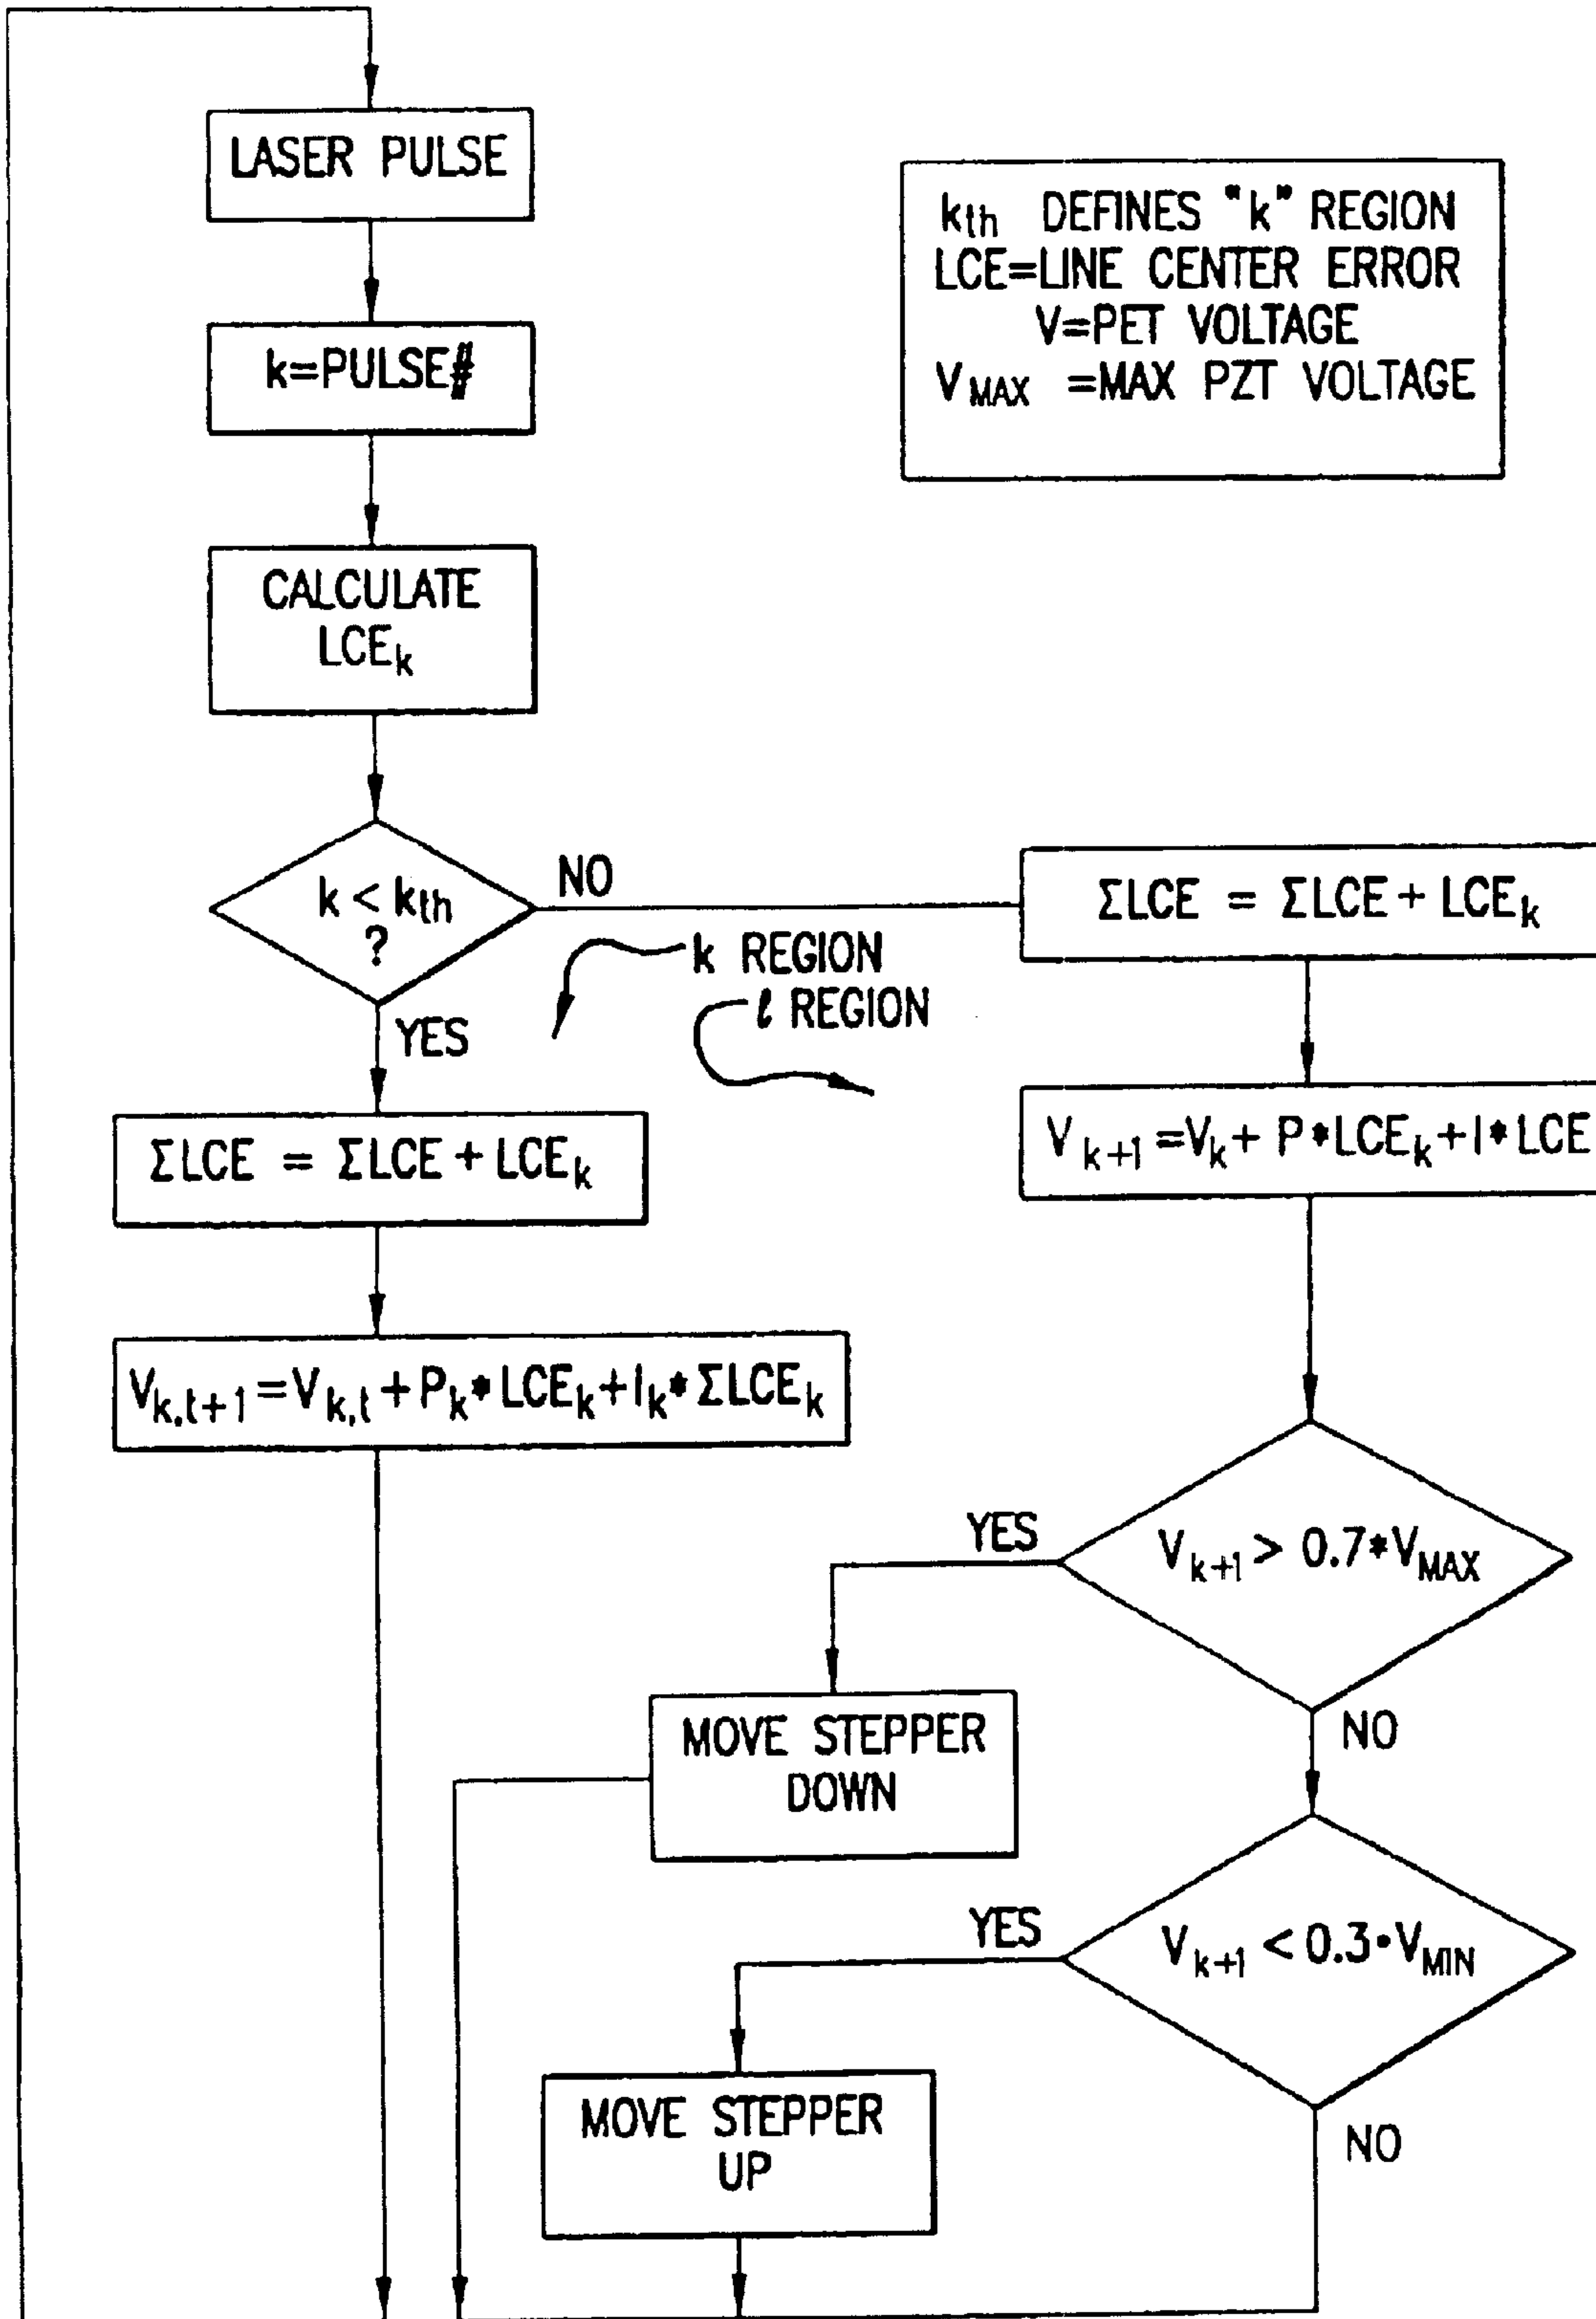 LASER PULSE
k=PULSE#
CALCULATE
LCEk
kth DEFINES "k" REGION
LCE=LINE CENTER ERROR
V=PET VOLTAGE
VMAX =MAX PZT VOLTAGE
k < kth
?
NO
YES
k REGION
ℓ REGION
ΣLCE = ΣLCE + LCEk
Vk,t+1 = Vk,t + Pk* LCEk + Ik* ΣLCEk
ΣLCE = ΣLCE + LCEk
Vk+1 = Vk + P*LCEk + I*LCE
Vk+1 > 0.7*VMAX
YES
NO
MOVE STEPPER
DOWN
Vk+1 < 0.3•VMIN
YES
NO
MOVE STEPPER
UP